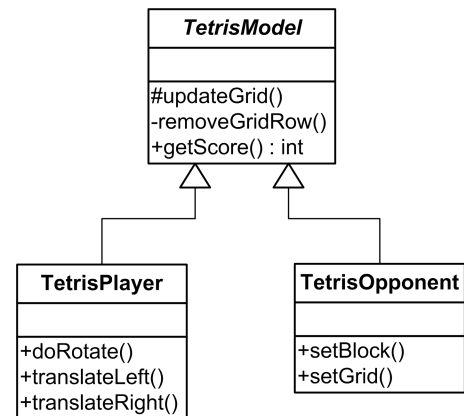 TetrisModel
#updateGrid()
-removeGridRow()
+getScore() : int
TetrisPlayer
+doRotate()
+translateLeft()
+translateRight()
TetrisOpponent
+setBlock()
+setGrid()